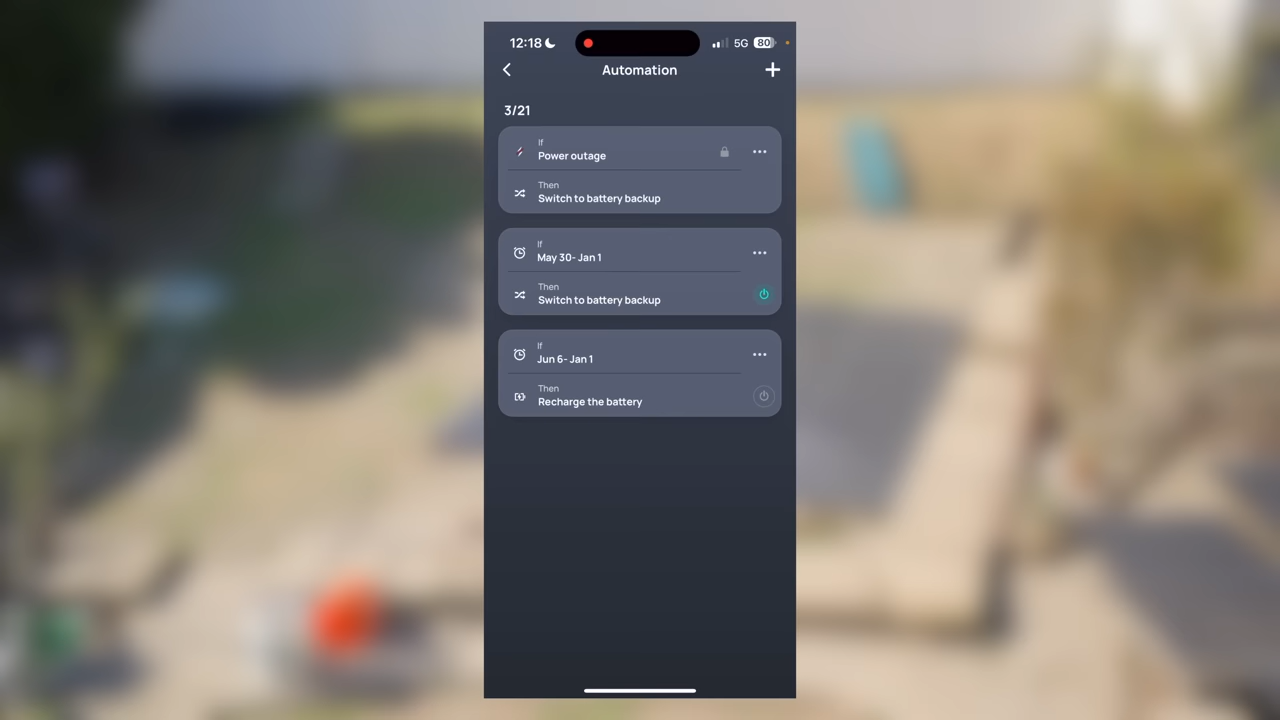 12:18
5G
80
Automation
3/21
If
Power outage
Then
Switch to battery backup
If
May 30- Jan 1
Then
Switch to battery backup
If
Jun 6- Jan 1
Then
Recharge the battery